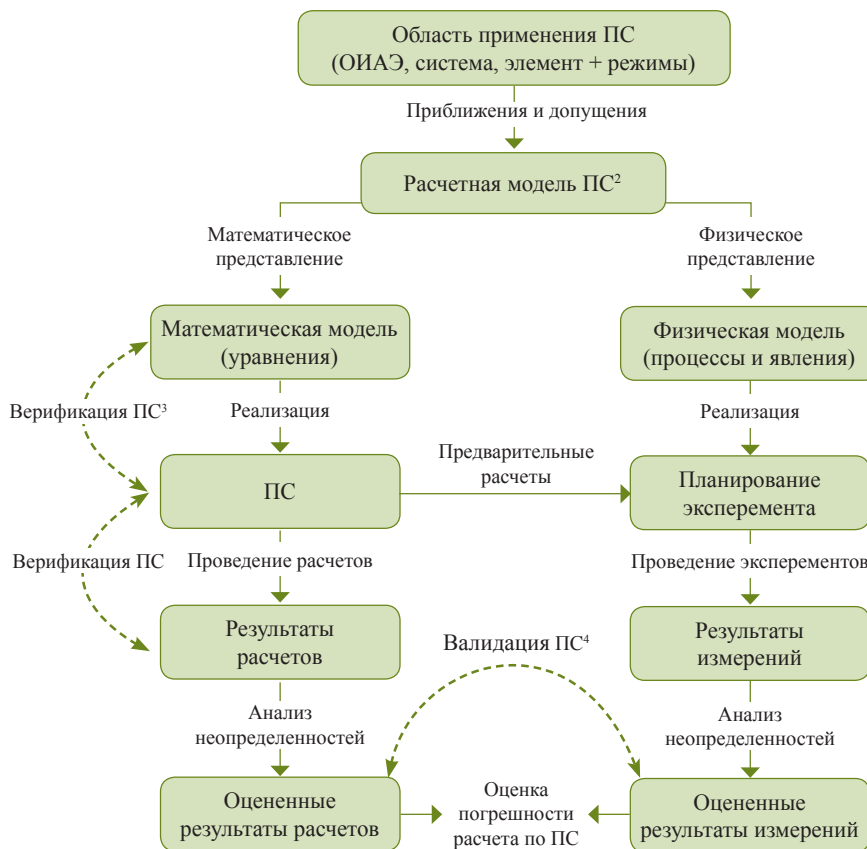 Область применения ПС
(ОИАЭ, система, элемент + режимы)
Приближения и допущения
Расчетная модель ПС²
Математическое
представление
Физическое
представление
Математическая модель
(уравнения)
Физическая модель
(процессы и явления)
Верификация ПС³
Реализация
Реализация
ПС
Предварительные
расчеты
Планирование
эксперемента
Верификация ПС
Проведение расчетов
Проведение эксперементов
Результаты
расчетов
Валидация ПС⁴
Результаты
измерений
Анализ
неопределенностей
Анализ
неопределенностей
Оцененные
результаты расчетов
Оценка
погрешности
расчета по ПС
Оцененные
результаты измерений